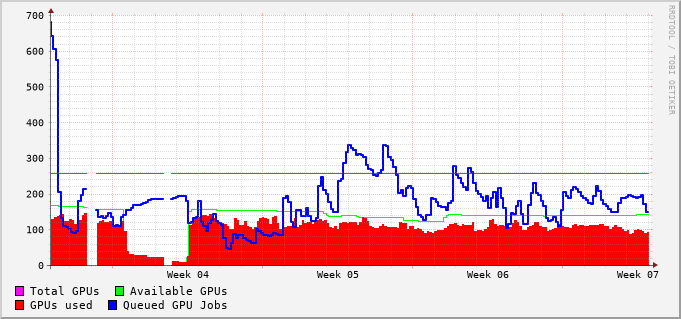 700
600
500
400
300
200
100
0
Week 04 Week 05 Week 06 Week 07
Total GPUs Available GPUs
GPUs used Queued GPU Jobs
RRDTOOL / TOBI OETIKER